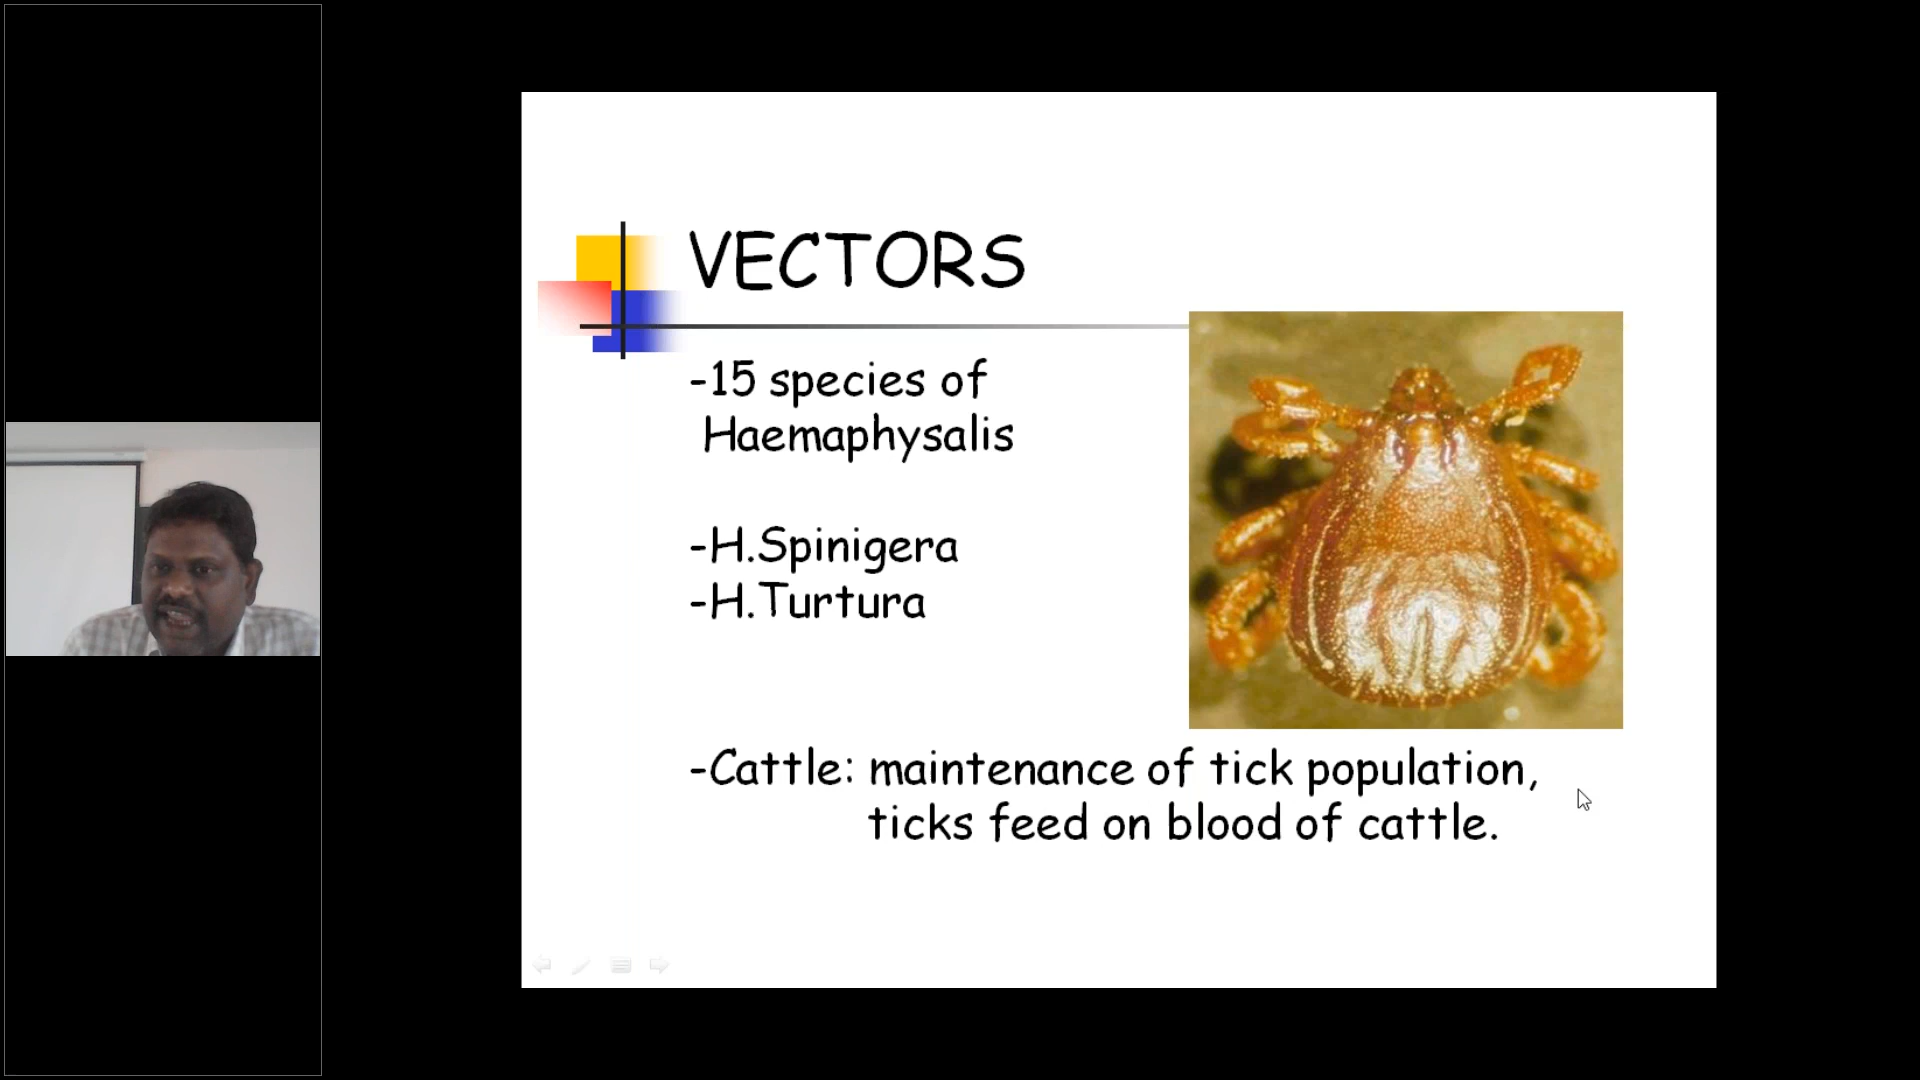 VECTORS
-15 species of
Haemaphysalis
-H.Spinigera
-H.Turtura
-Cattle: maintenance of tick population,
ticks feed on blood of cattle.